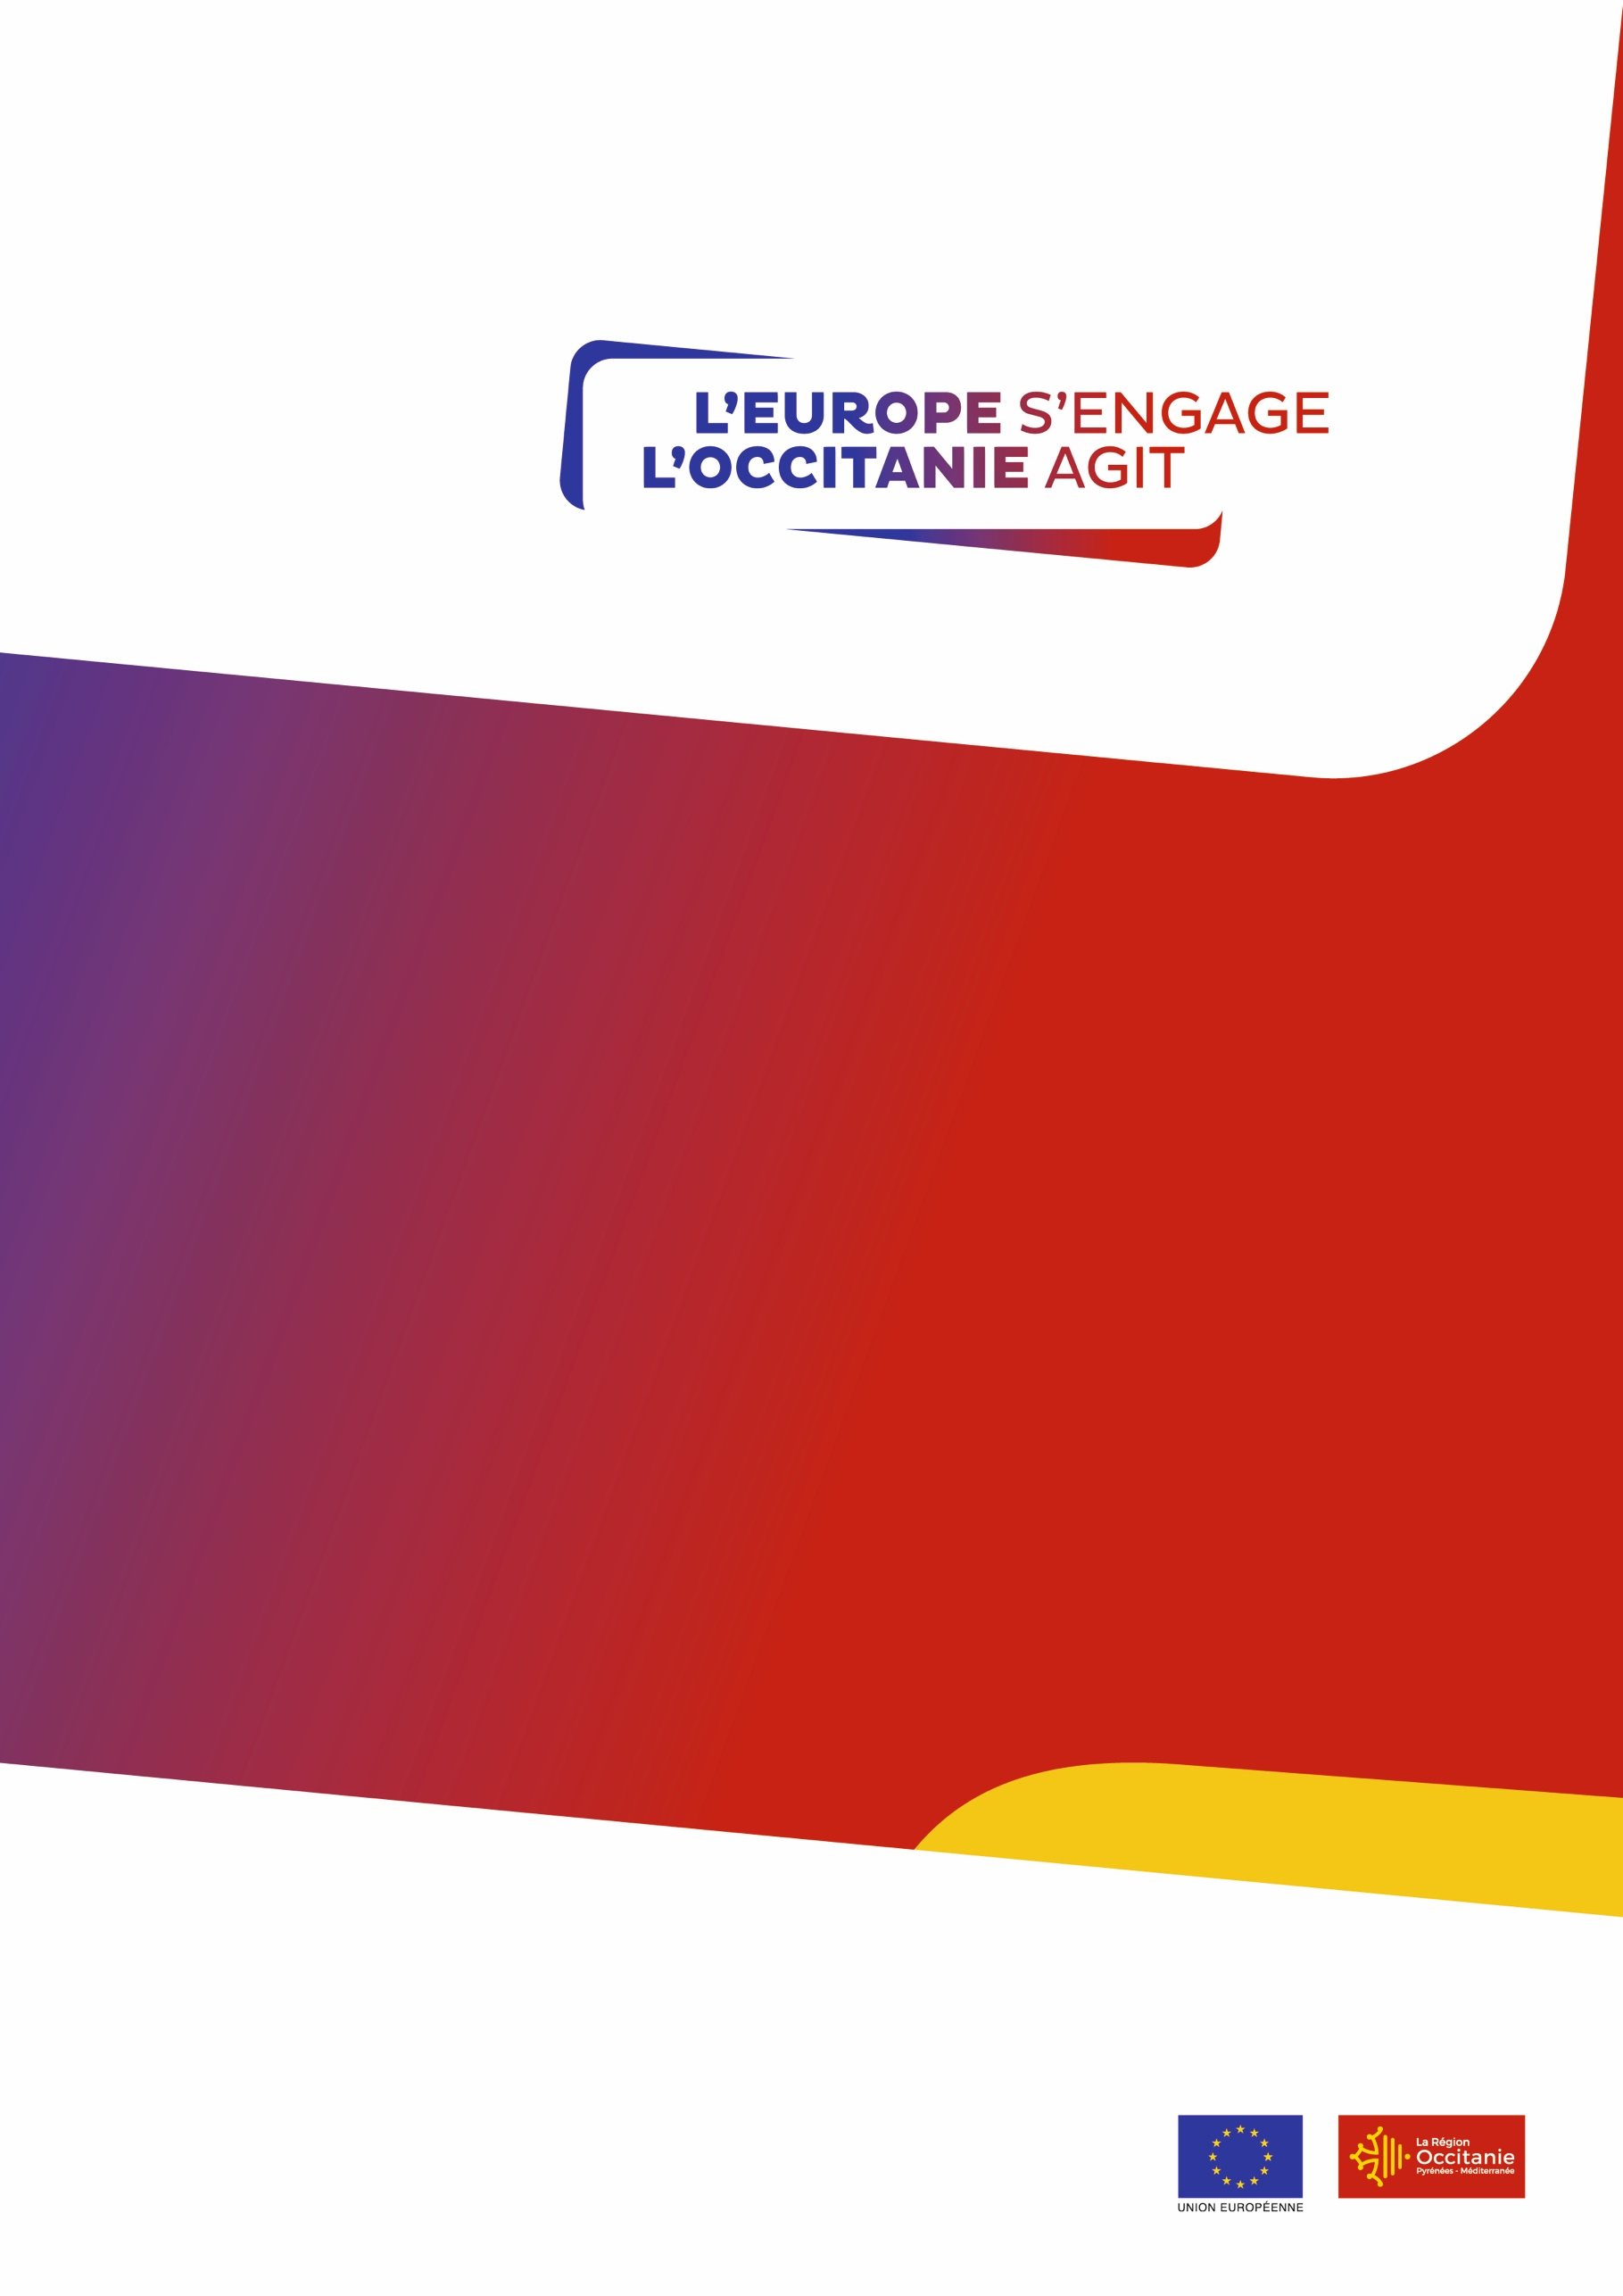 L'EUROPE S'ENGAGE
L'OCCITANIE AGIT
UNION EUROPÉENNE
La Région
Occitanie
Pyrénées - Méditerranée